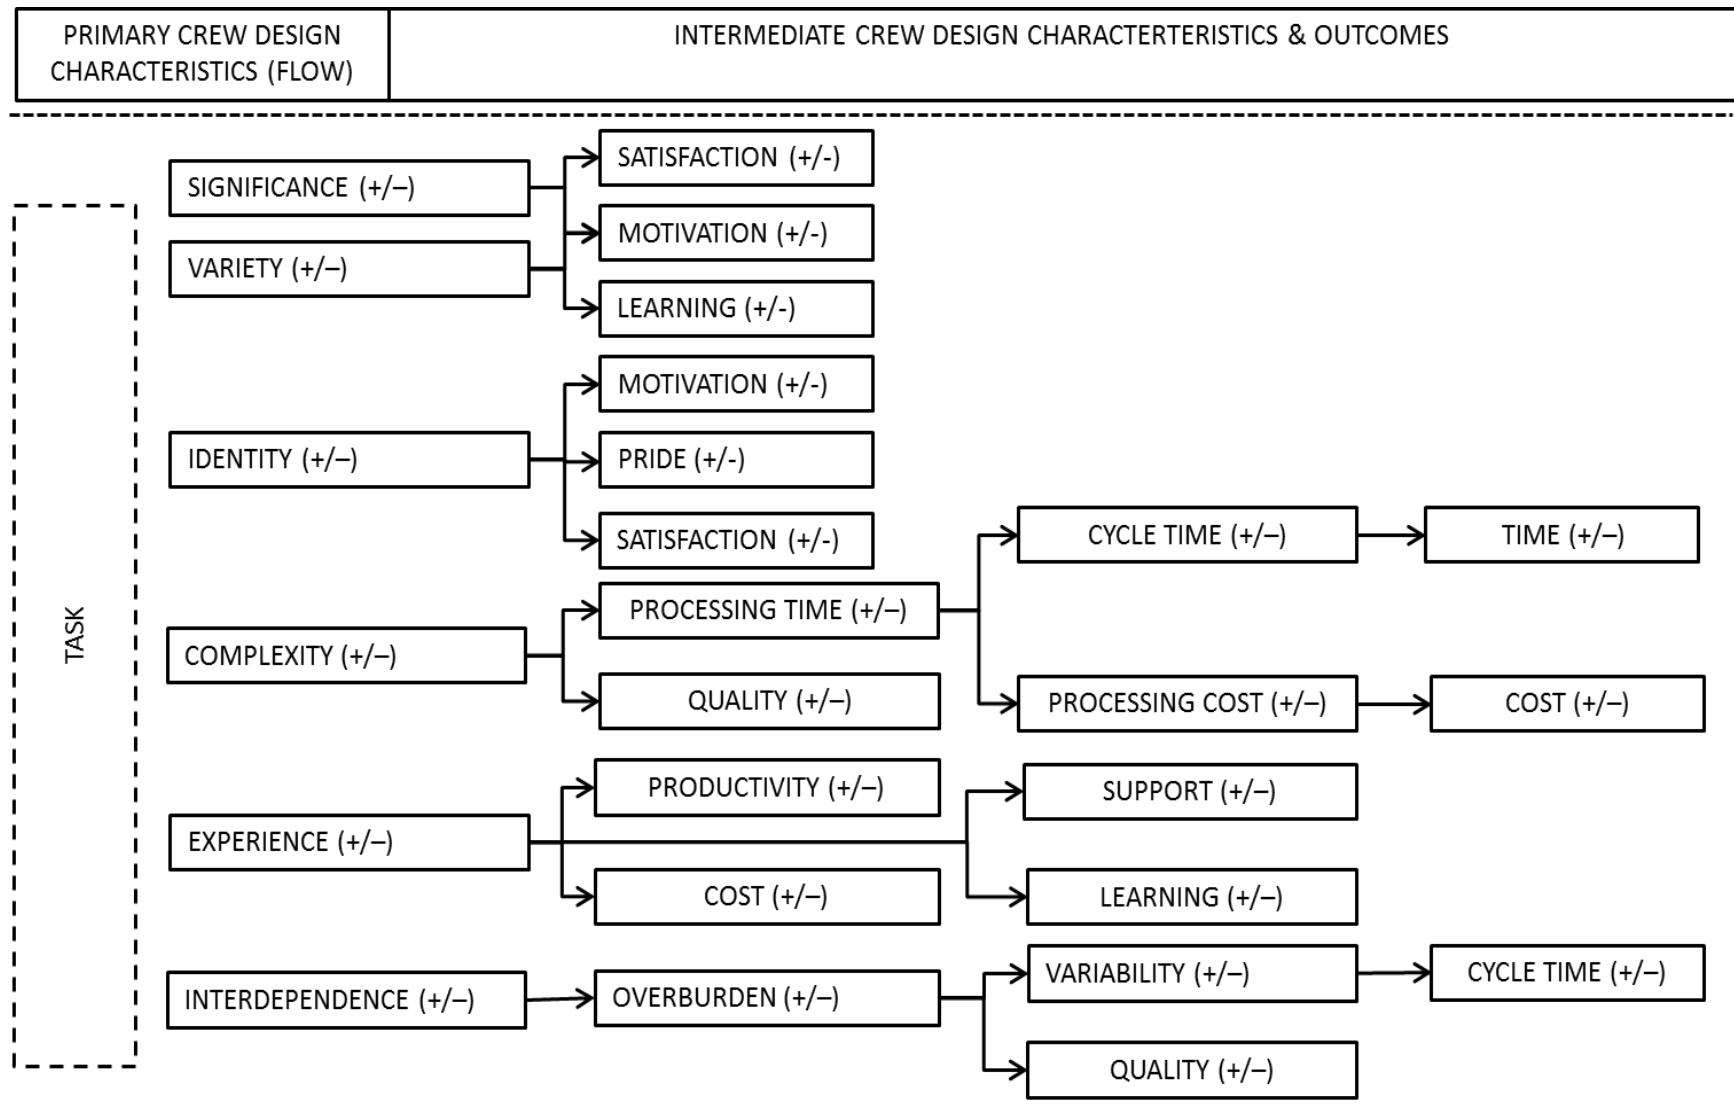 PRIMARY CREW DESIGN
CHARACTERISTICS (FLOW)
INTERMEDIATE CREW DESIGN CHARACTERTERISTICS & OUTCOMES
TASK
SIGNIFICANCE (+/–)
VARIETY (+/–)
SATISFACTION (+/-)
MOTIVATION (+/-)
LEARNING (+/-)
IDENTITY (+/–)
MOTIVATION (+/-)
PRIDE (+/-)
SATISFACTION (+/-)
COMPLEXITY (+/–)
PROCESSING TIME (+/–)
QUALITY (+/–)
CYCLE TIME (+/–)
TIME (+/–)
PROCESSING COST (+/–)
COST (+/–)
EXPERIENCE (+/–)
PRODUCTIVITY (+/–)
COST (+/–)
SUPPORT (+/–)
LEARNING (+/–)
INTERDEPENDENCE (+/–)
OVERBURDEN (+/–)
VARIABILITY (+/–)
CYCLE TIME (+/–)
QUALITY (+/–)